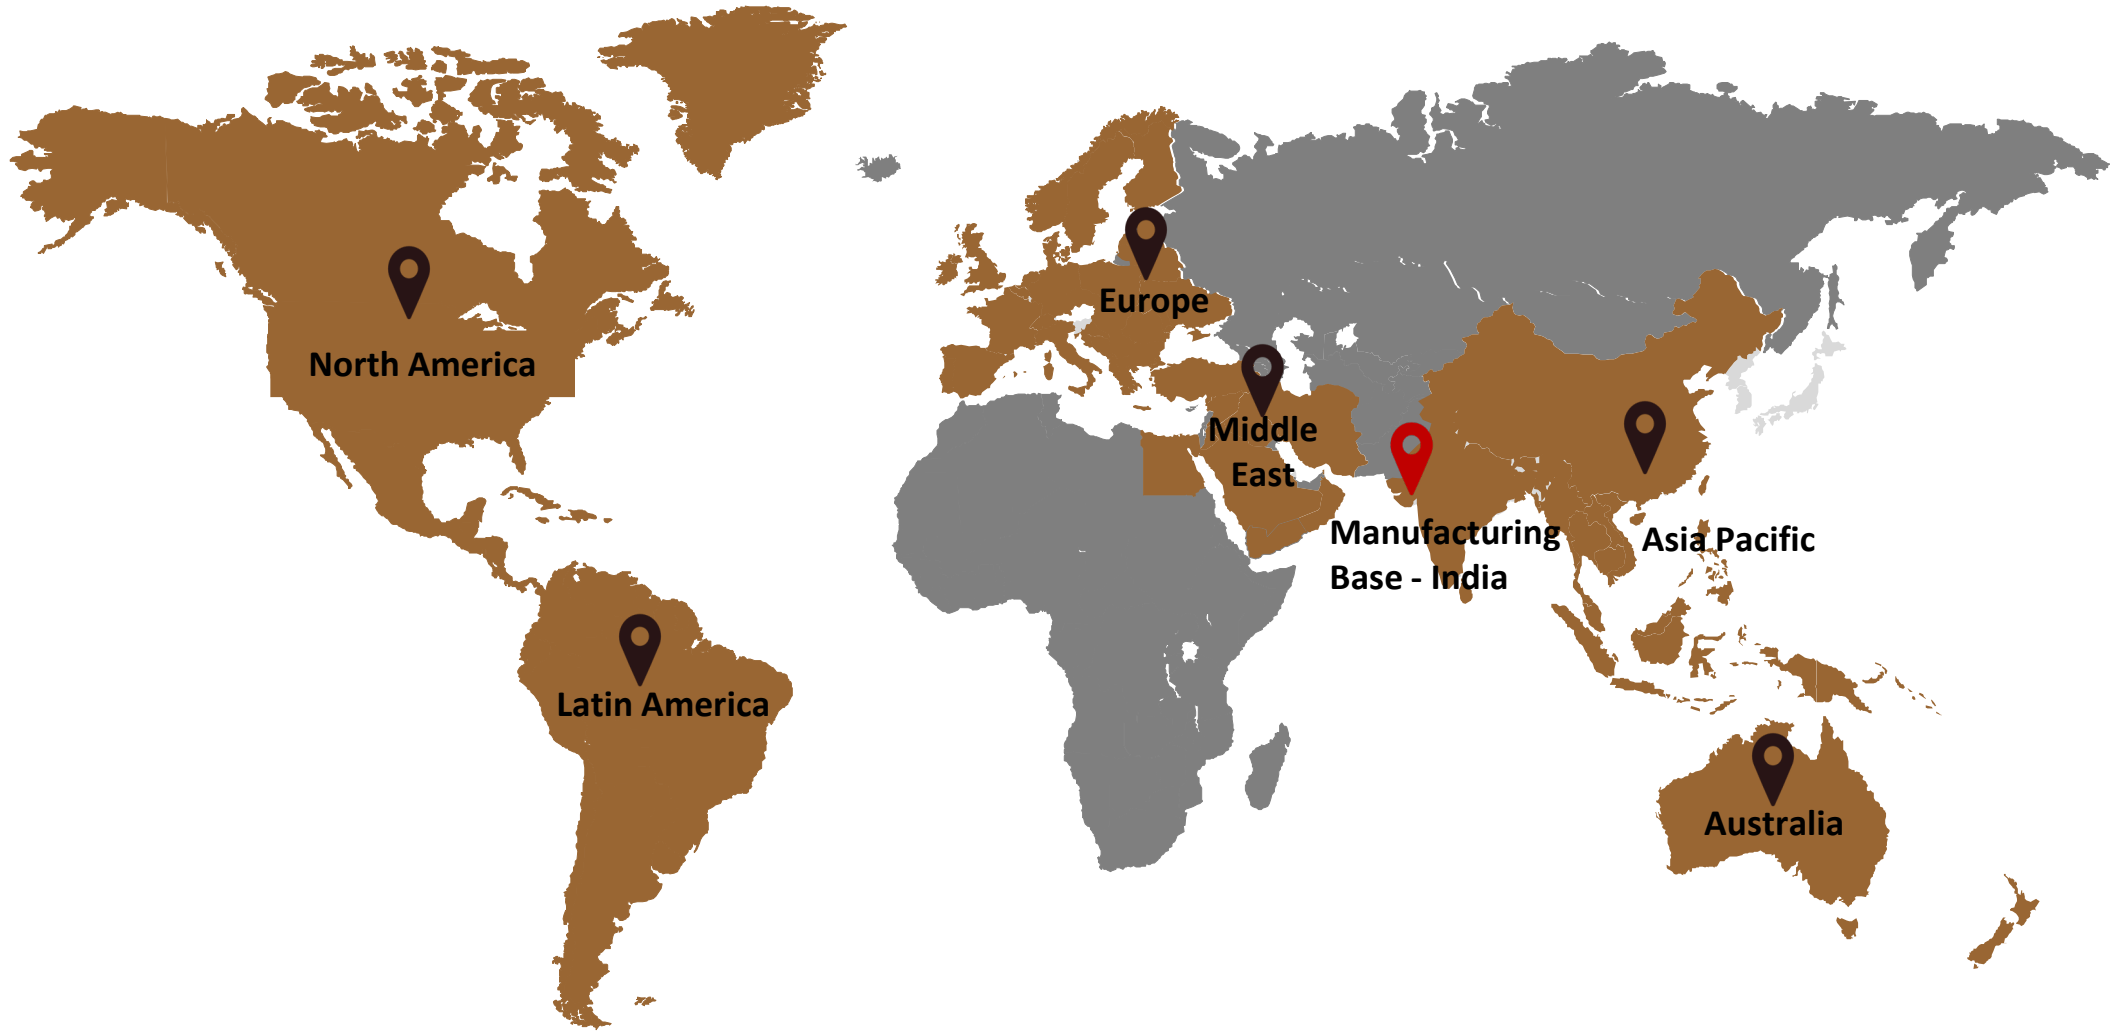 Europe
North America
Middle
East
Manufacturing
Base - India
Asia Pacific
Latin America
Australia